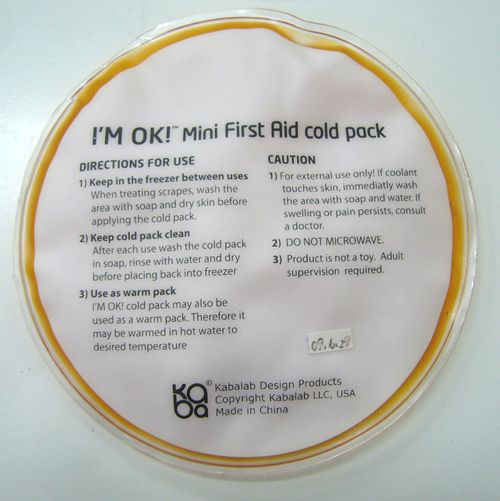 I'M OK!™ Mini First Aid cold pack
DIRECTIONS FOR USE
1) Keep in the freezer between uses
When treating scrapes, wash the
area with soap and dry skin before
applying the cold pack.
2) Keep cold pack clean
After each use wash the cold pack
in soap, rinse with water and dry
before placing back into freezer
3) Use as warm pack
I'M OK! cold pack may also be
used as a warm pack. Therefore it
may be warmed in hot water to
desired temperature
CAUTION
1) For external use only! If coolant
touches skin, immediatly wash
the area with soap and water. If
swelling or pain persists, consult
a doctor.
2) DO NOT MICROWAVE.
3) Product is not a toy. Adult
supervision required.
09.6.29
Kaba
© Kabalab Design Products
Copyright Kabalab LLC, USA
Made in China